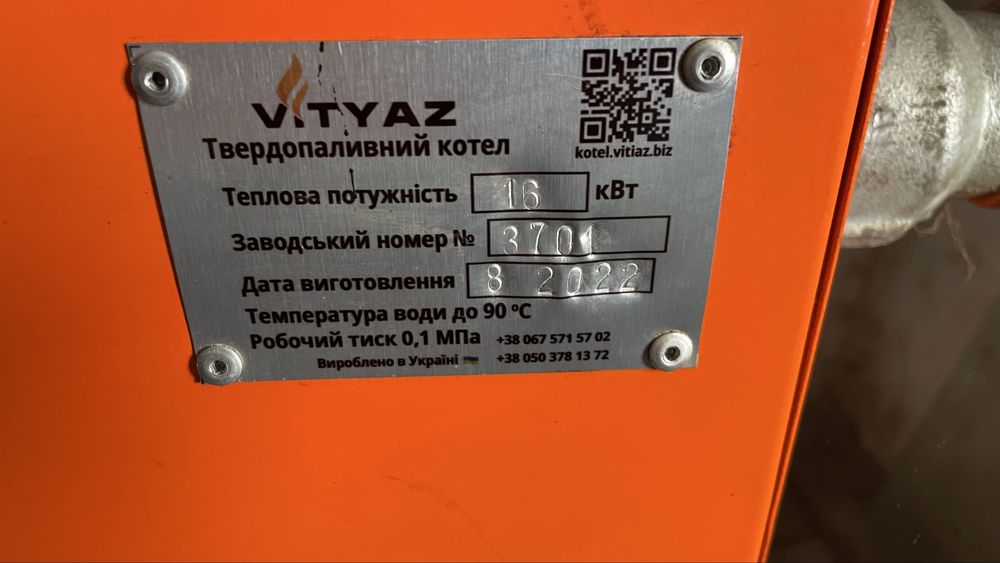 VITYAZ
kotel.vitiaz.biz
Твердопаливний котел
Теплова потужність 16 кВт
Заводський номер № 3701
Дата виготовлення 8 2022
Температура води до 90 °C
Робочий тиск 0,1 МПа +38 067 571 57 02
Вироблено в Україні +38 050 378 13 72